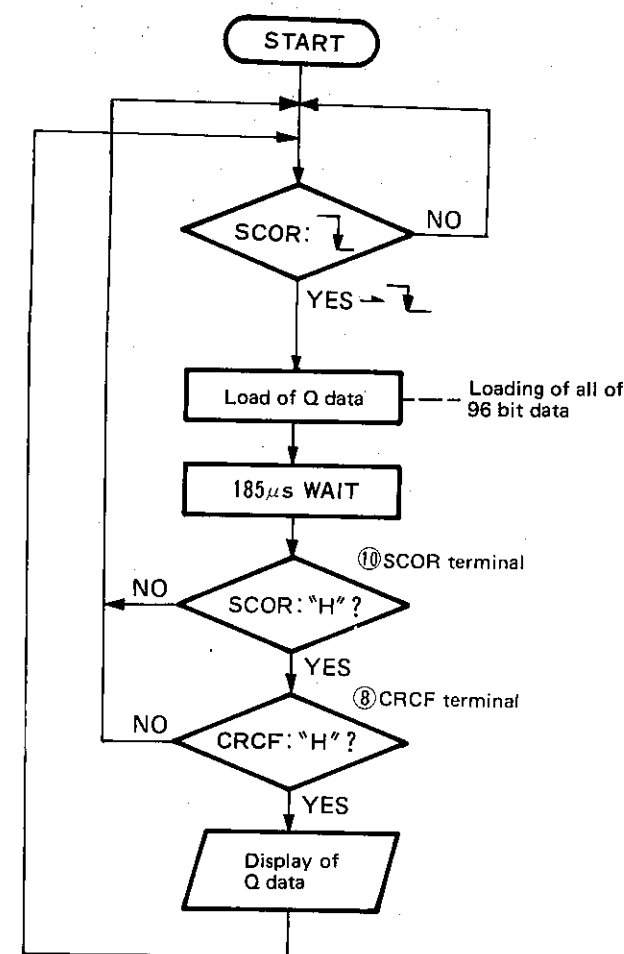 START
SCOR:
NO
YES
Load of Q data
Loading of all of
96 bit data
185μs WAIT
⑩SCOR terminal
NO
SCOR: "H"?
YES
⑧CRCF terminal
NO
CRCF: "H"?
YES
Display of
Q data